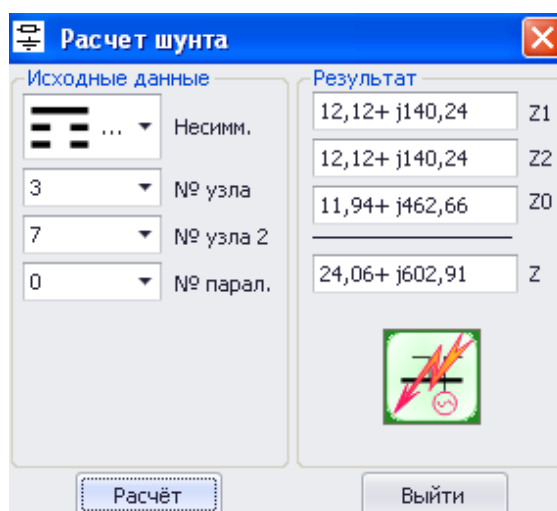 Расчет шунта
Исходные данные
... Несимм.
3 № узла
7 № узла 2
0 № парал.
Результат
12,12+ j140,24 Z1
12,12+ j140,24 Z2
11,94+ j462,66 Z0
24,06+ j602,91 Z
Расчёт
Выйти